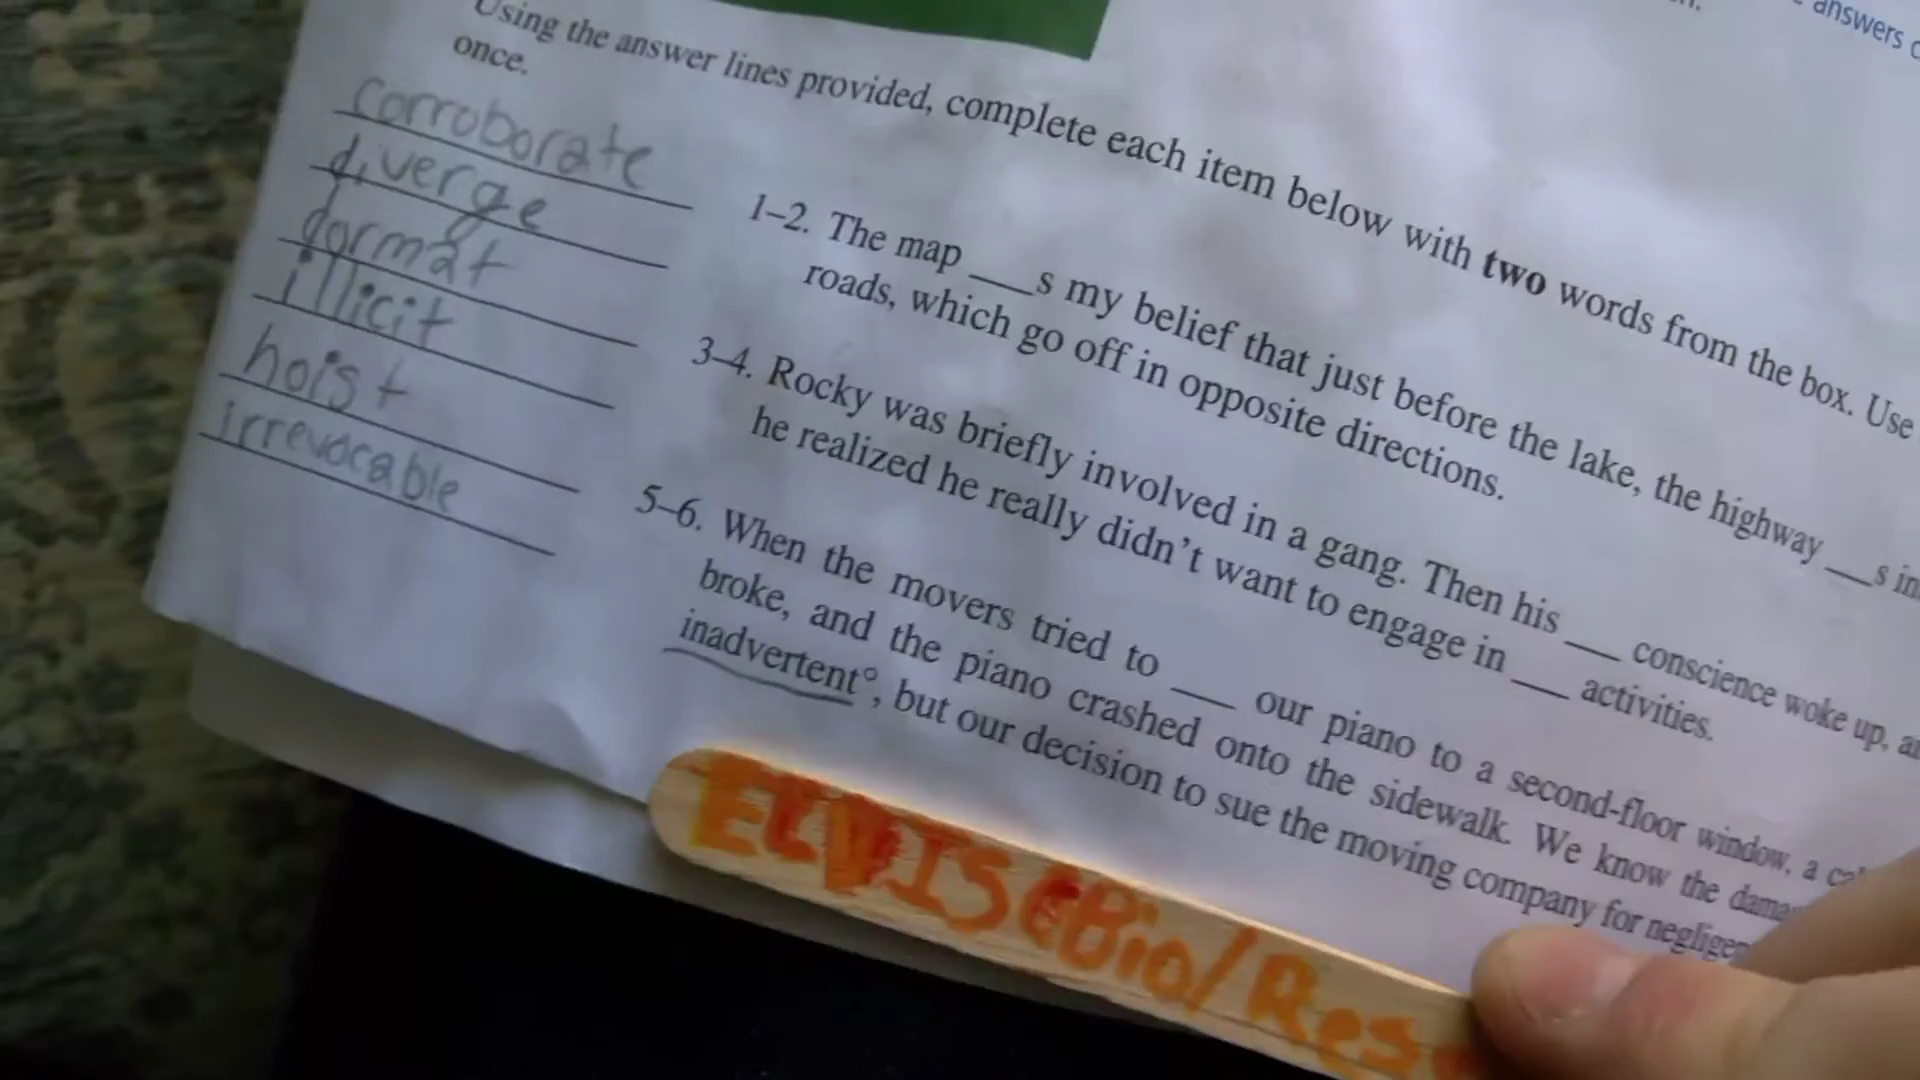 answers
Using the answer lines provided, complete each item below with two words from the box. Use
once.
corroborate
diverge
dormat
illicit
hoist
irrevocable
1–2. The map ___s my belief that just before the lake, the highway ___s in
roads, which go off in opposite directions.
3–4. Rocky was briefly involved in a gang. Then his ___ conscience woke up,
he realized he really didn’t want to engage in ___ activities.
5–6. When the movers tried to ___ our piano to a second-floor window, a
broke, and the piano crashed onto the sidewalk. We know the
inadvertent°, but our decision to sue the moving company for
ELVIS Bio/Res